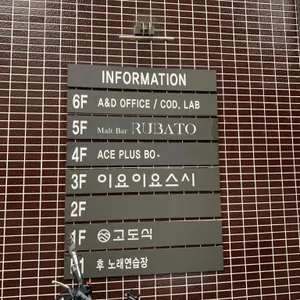 INFORMATION
6F A&D OFFICE / COD, LAB
5F Malt Bar RUBATO
4F ACE PLUS BO-
3F 이요이요스시
2F
1F 고도식
후 노래연습장